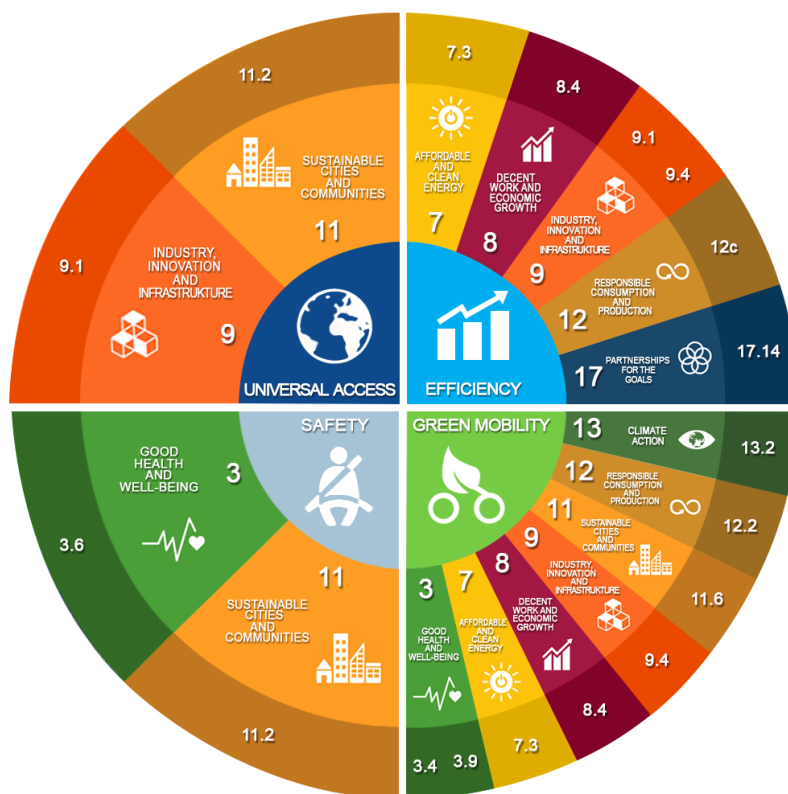 11.2
SUSTAINABLE
CITIES
AND
COMMUNITIES
11
9.1
INDUSTRY,
INNOVATION
AND
INFRASTRUKTURE
9
UNIVERSAL ACCESS
7.3
AFFORDABLE
AND
CLEAN
ENERGY
7
8.4
DECENT
WORK AND
ECONOMIC
GROWTH
8
9.1
9.4
INDUSTRY,
INNOVATION
AND
INFRASTRUKTURE
9
12c
RESPONSIBLE
CONSUMPTION
AND
PRODUCTION
12
17.14
PARTNERSHIPS
FOR THE
GOALS
17
EFFICIENCY
SAFETY
GOOD
HEALTH
AND
WELL-BEING
3
3.6
11
SUSTAINABLE
CITIES
AND
COMMUNITIES
11.2
GREEN MOBILITY
13
CLIMATE
ACTION
13.2
12
RESPONSIBLE
CONSUMPTION
AND
PRODUCTION
12.2
11
SUSTAINABLE
CITIES
AND
COMMUNITIES
11.6
9
INDUSTRY,
INNOVATION
AND
INFRASTRUKTURE
9.4
8
DECENT
WORK AND
ECONOMIC
GROWTH
8.4
7
AFFORDABLE
AND
CLEAN
ENERGY
7.3
3
GOOD
HEALTH
AND
WELL-BEING
3.4
3.9